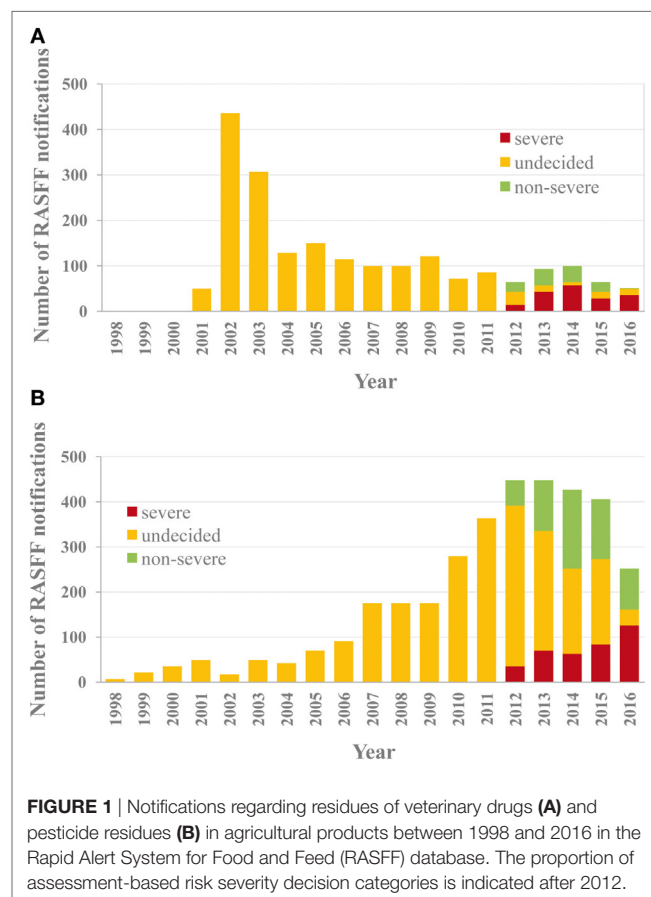 A
Number of RASFF notifications
500
400
300
200
100
0
severe
undecided
non-severe
1998 1999 2000 2001 2002 2003 2004 2005 2006 2007 2008 2009 2010 2011 2012 2013 2014 2015 2016
Year
B
Number of RASFF notifications
500
400
300
200
100
0
severe
undecided
non-severe
1998 1999 2000 2001 2002 2003 2004 2005 2006 2007 2008 2009 2010 2011 2012 2013 2014 2015 2016
Year
FIGURE 1 | Notifications regarding residues of veterinary drugs (A) and
pesticide residues (B) in agricultural products between 1998 and 2016 in the
Rapid Alert System for Food and Feed (RASFF) database. The proportion of
assessment-based risk severity decision categories is indicated after 2012.